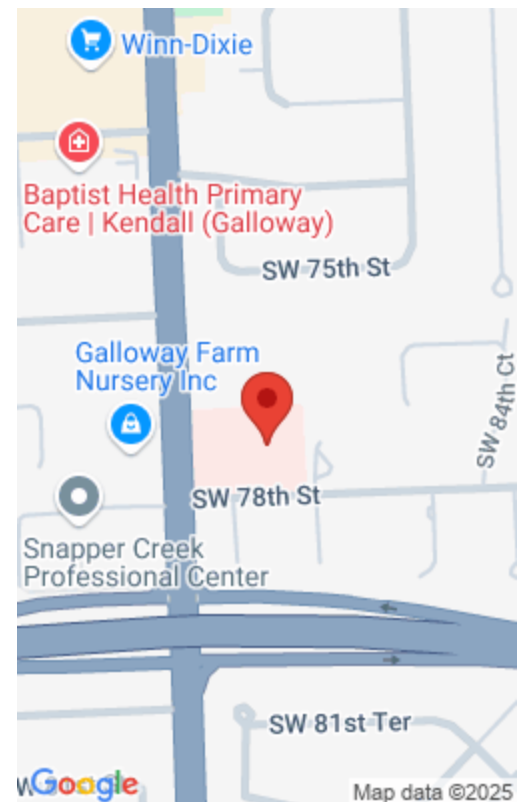 Winn-Dixie
Baptist Health Primary
Care | Kendall (Galloway)
SW 75th St
Galloway Farm
Nursery Inc
SW 84th Ct
SW 78th St
Snapper Creek
Professional Center
SW 81st Ter
Google
Map data ©2025